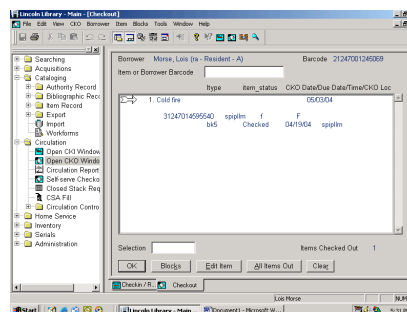 Lincoln Library - Main - [Checkout]
File Edit View CKO Borrower Item Blocks Tools Window Help
Searching
Acquisitions
Cataloging
Authority Record
Bibliographic Reco
Item Record
Export
Import
Workforms
Circulation
Open CKI Window
Open CKO Windo
Circulation Report
Self-serve Checko
Closed Stack Req
CSA Fill
Circulation Contro
Home Service
Inventory
Serials
Administration
Borrower Morse, Lois (ra - Resident - A) Barcode 21247001245069
Item or Borrower Barcode
Itype item_status CKO Date/Due Date/Time/CKO Loc
1. Cold fire 05/03/04
31247014595540 spipllm f F
bk5 Checked 04/19/04 spipllm
Selection Items Checked Out 1
OK Blocks Edit Item All Items Out Clear
Checkin / R... Checkout
Lois Morse NUM
Start Lincoln Library - Main ... Document1 - Microsoft W...